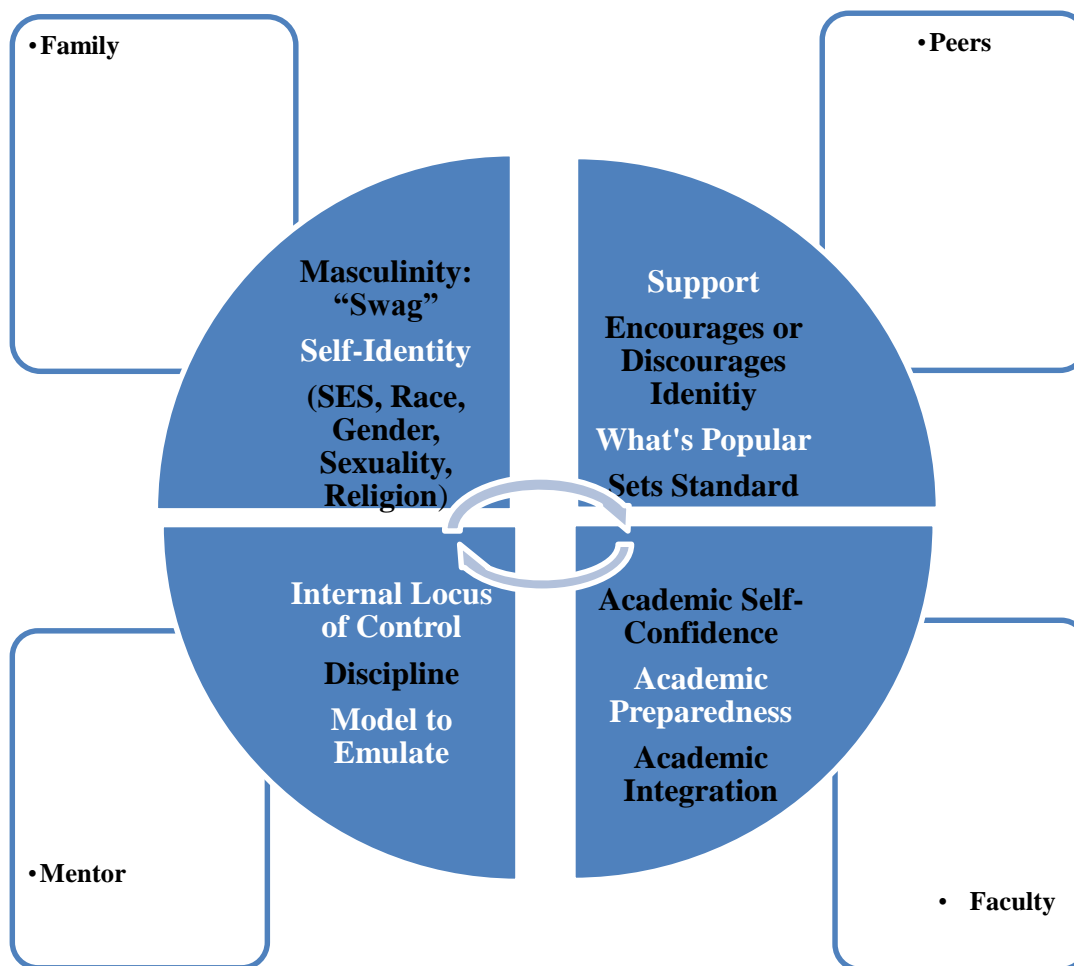 •Family
•Peers
Masculinity:
“Swag”
Self-Identity
(SES, Race,
Gender,
Sexuality,
Religion)
Support
Encourages or
Discourages
Idenitiy
What's Popular
Sets Standard
Internal Locus
of Control
Discipline
Model to
Emulate
Academic Self-
Confidence
Academic
Preparedness
Academic
Integration
•Mentor
• Faculty